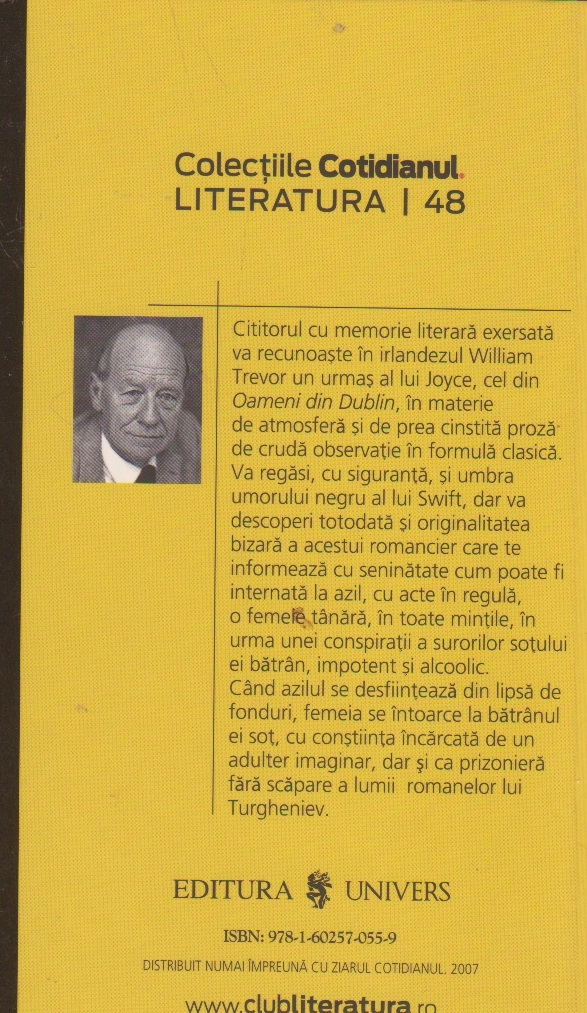 Colecțiile Cotidianul.
LITERATURA | 48
Cititorul cu memorie literară exersată
va recunoaște în irlandezul William
Trevor un urmaș al lui Joyce, cel din
Oameni din Dublin, în materie
de atmosferă și de prea cinstită proză
de crudă observație în formulă clasică.
Va regăsi, cu siguranță, și umbra
umorului negru al lui Swift, dar va
descoperi totodată și originalitatea
bizară a acestui romancier care te
informează cu seninătate cum poate fi
internată la azil, cu acte în regulă,
o femeie tânără, în toate mințile, în
urma unei conspirații a surorilor soțului
ei bătrân, impotent și alcoolic.
Când azilul se desființează din lipsă de
fonduri, femeia se întoarce la bătrânul
ei soț, cu conștiința încărcată de un
adulter imaginar, dar și ca prizonieră
fără scăpare a lumii romanelor lui
Turgheniev.
EDITURA UNIVERS
ISBN: 978-1-60257-055-9
DISTRIBUIT NUMAI ÎMPREUNĂ CU ZIARUL COTIDIANUL. 2007
www.clubliteratura.ro